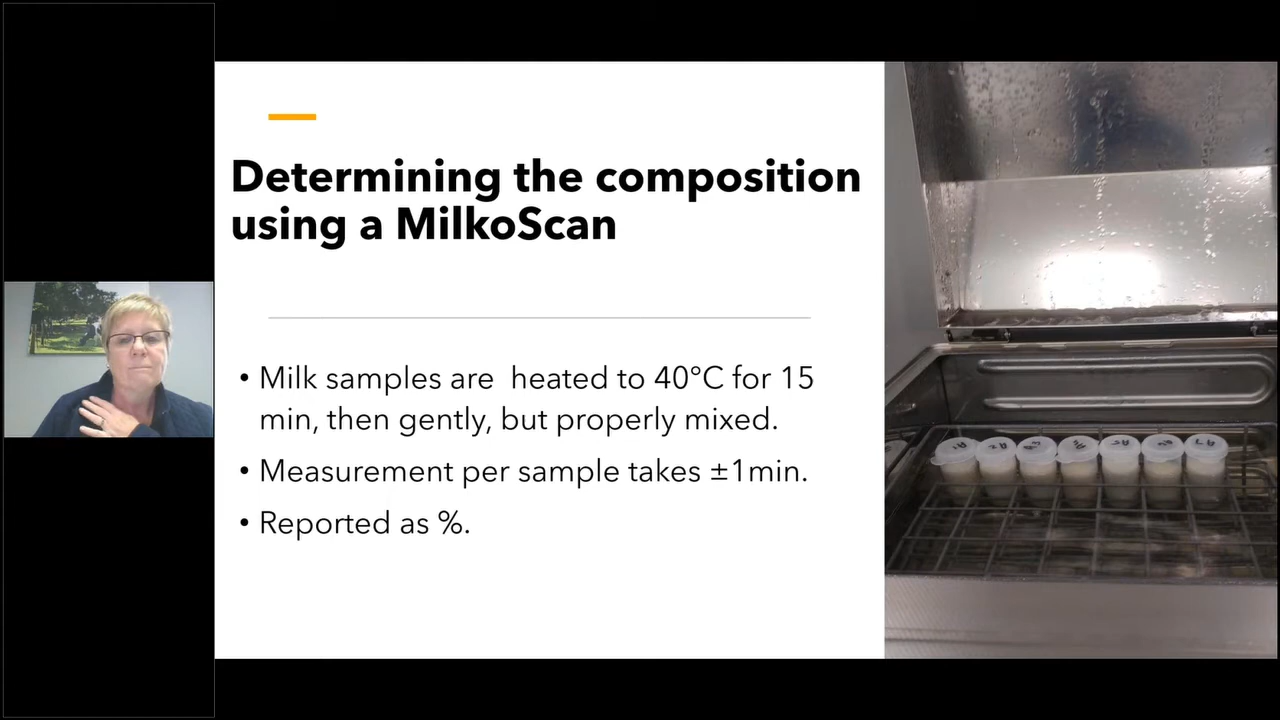 Determining the composition
using a MilkoScan
• Milk samples are  heated to 40°C for 15
min, then gently, but properly mixed.
• Measurement per sample takes ±1min.
• Reported as %.